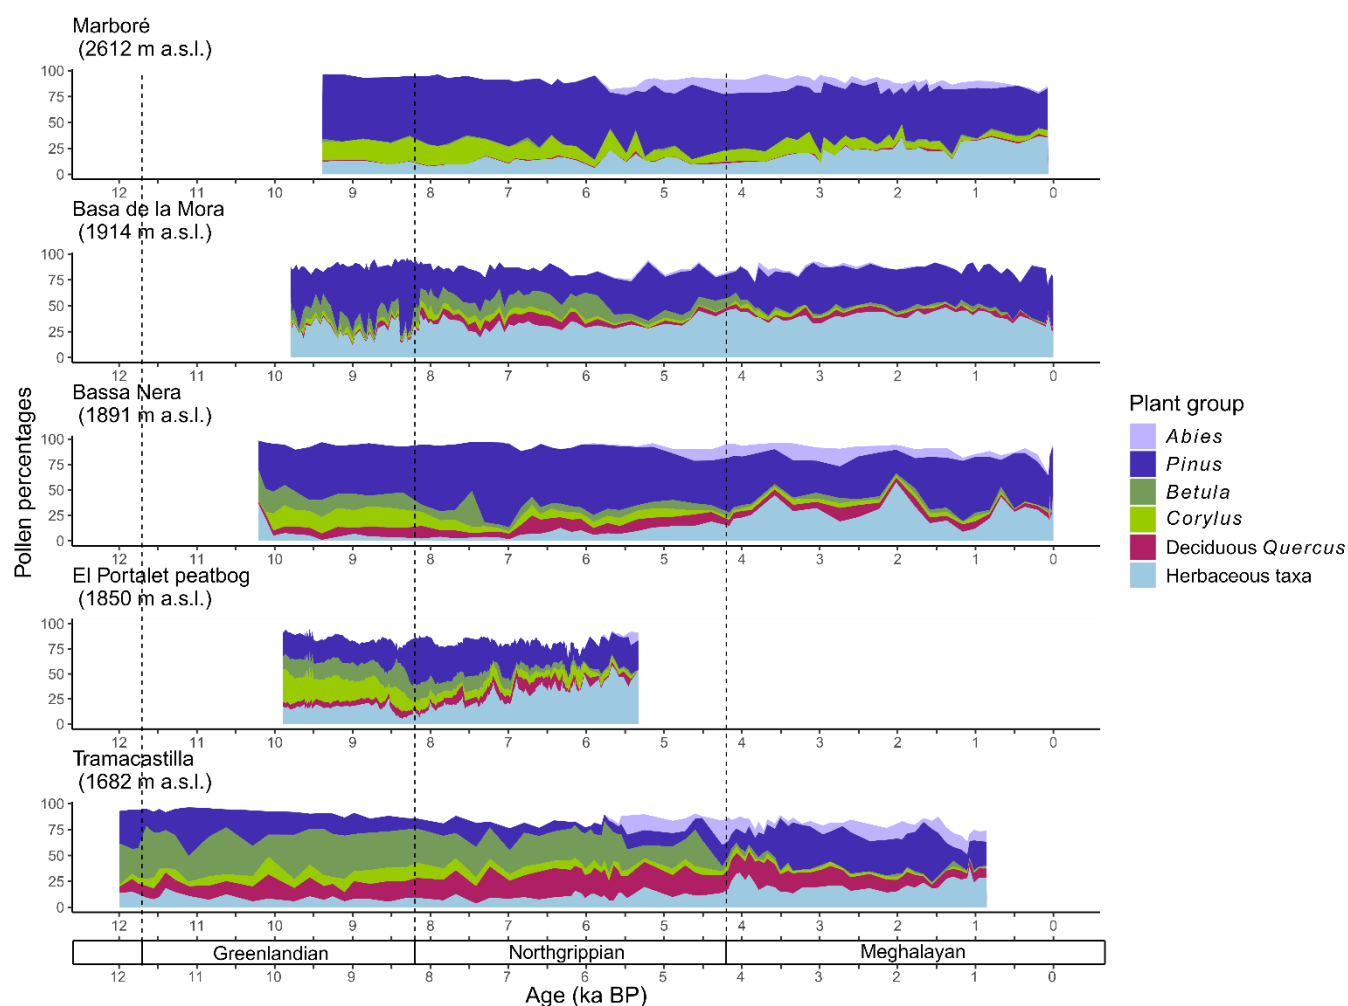 Marboré
(2612 m a.s.l.)
100
75
50
25
0
12 11 10 9 8 7 6 5 4 3 2 1 0
Basa de la Mora
(1914 m a.s.l.)
100
75
50
25
0
12 11 10 9 8 7 6 5 4 3 2 1 0
Bassa Nera
(1891 m a.s.l.)
100
75
50
25
0
12 11 10 9 8 7 6 5 4 3 2 1 0
El Portalet peatbog
(1850 m a.s.l.)
100
75
50
25
0
12 11 10 9 8 7 6 5 4 3 2 1 0
Tramacastilla
(1682 m a.s.l.)
100
75
50
25
0
12 11 10 9 8 7 6 5 4 3 2 1 0
Greenlandian Northgrippian Meghalayan
12 11 10 9 8 7 6 5 4 3 2 1 0
Age (ka BP)
Pollen percentages
Plant group
Abies
Pinus
Betula
Corylus
Deciduous Quercus
Herbaceous taxa